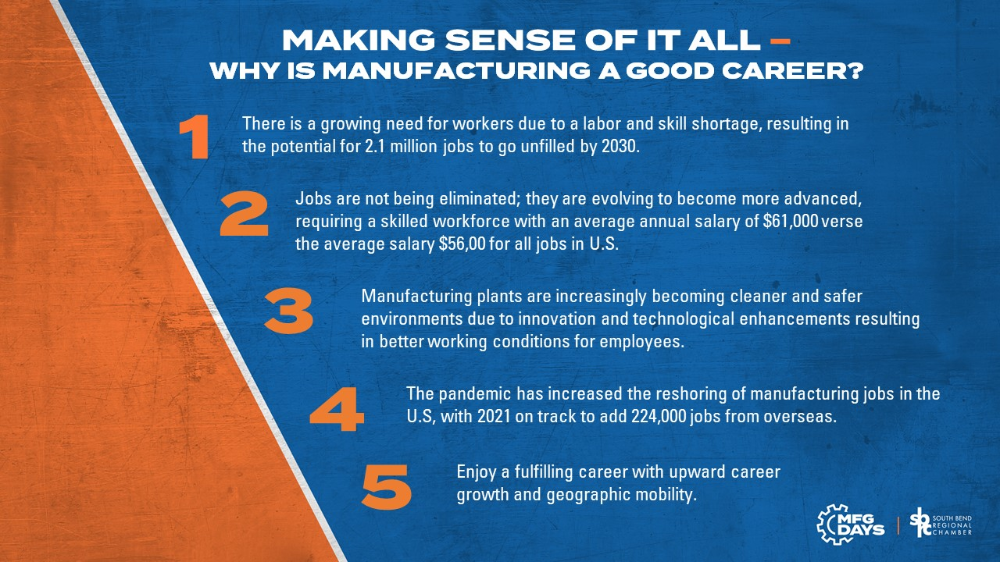 MAKING SENSE OF IT ALL –
WHY IS MANUFACTURING A GOOD CAREER?
1
There is a growing need for workers due to a labor and skill shortage, resulting in
the potential for 2.1 million jobs to go unfilled by 2030.
2
Jobs are not being eliminated; they are evolving to become more advanced,
requiring a skilled workforce with an average annual salary of $61,000 verse
the average salary $56,00 for all jobs in U.S.
3
Manufacturing plants are increasingly becoming cleaner and safer
environments due to innovation and technological enhancements resulting
in better working conditions for employees.
4
The pandemic has increased the reshoring of manufacturing jobs in the
U.S, with 2021 on track to add 224,000 jobs from overseas.
5
Enjoy a fulfilling career with upward career
growth and geographic mobility.
MFG
DAYS
sbrc
SOUTH BEND
REGIONAL
CHAMBER